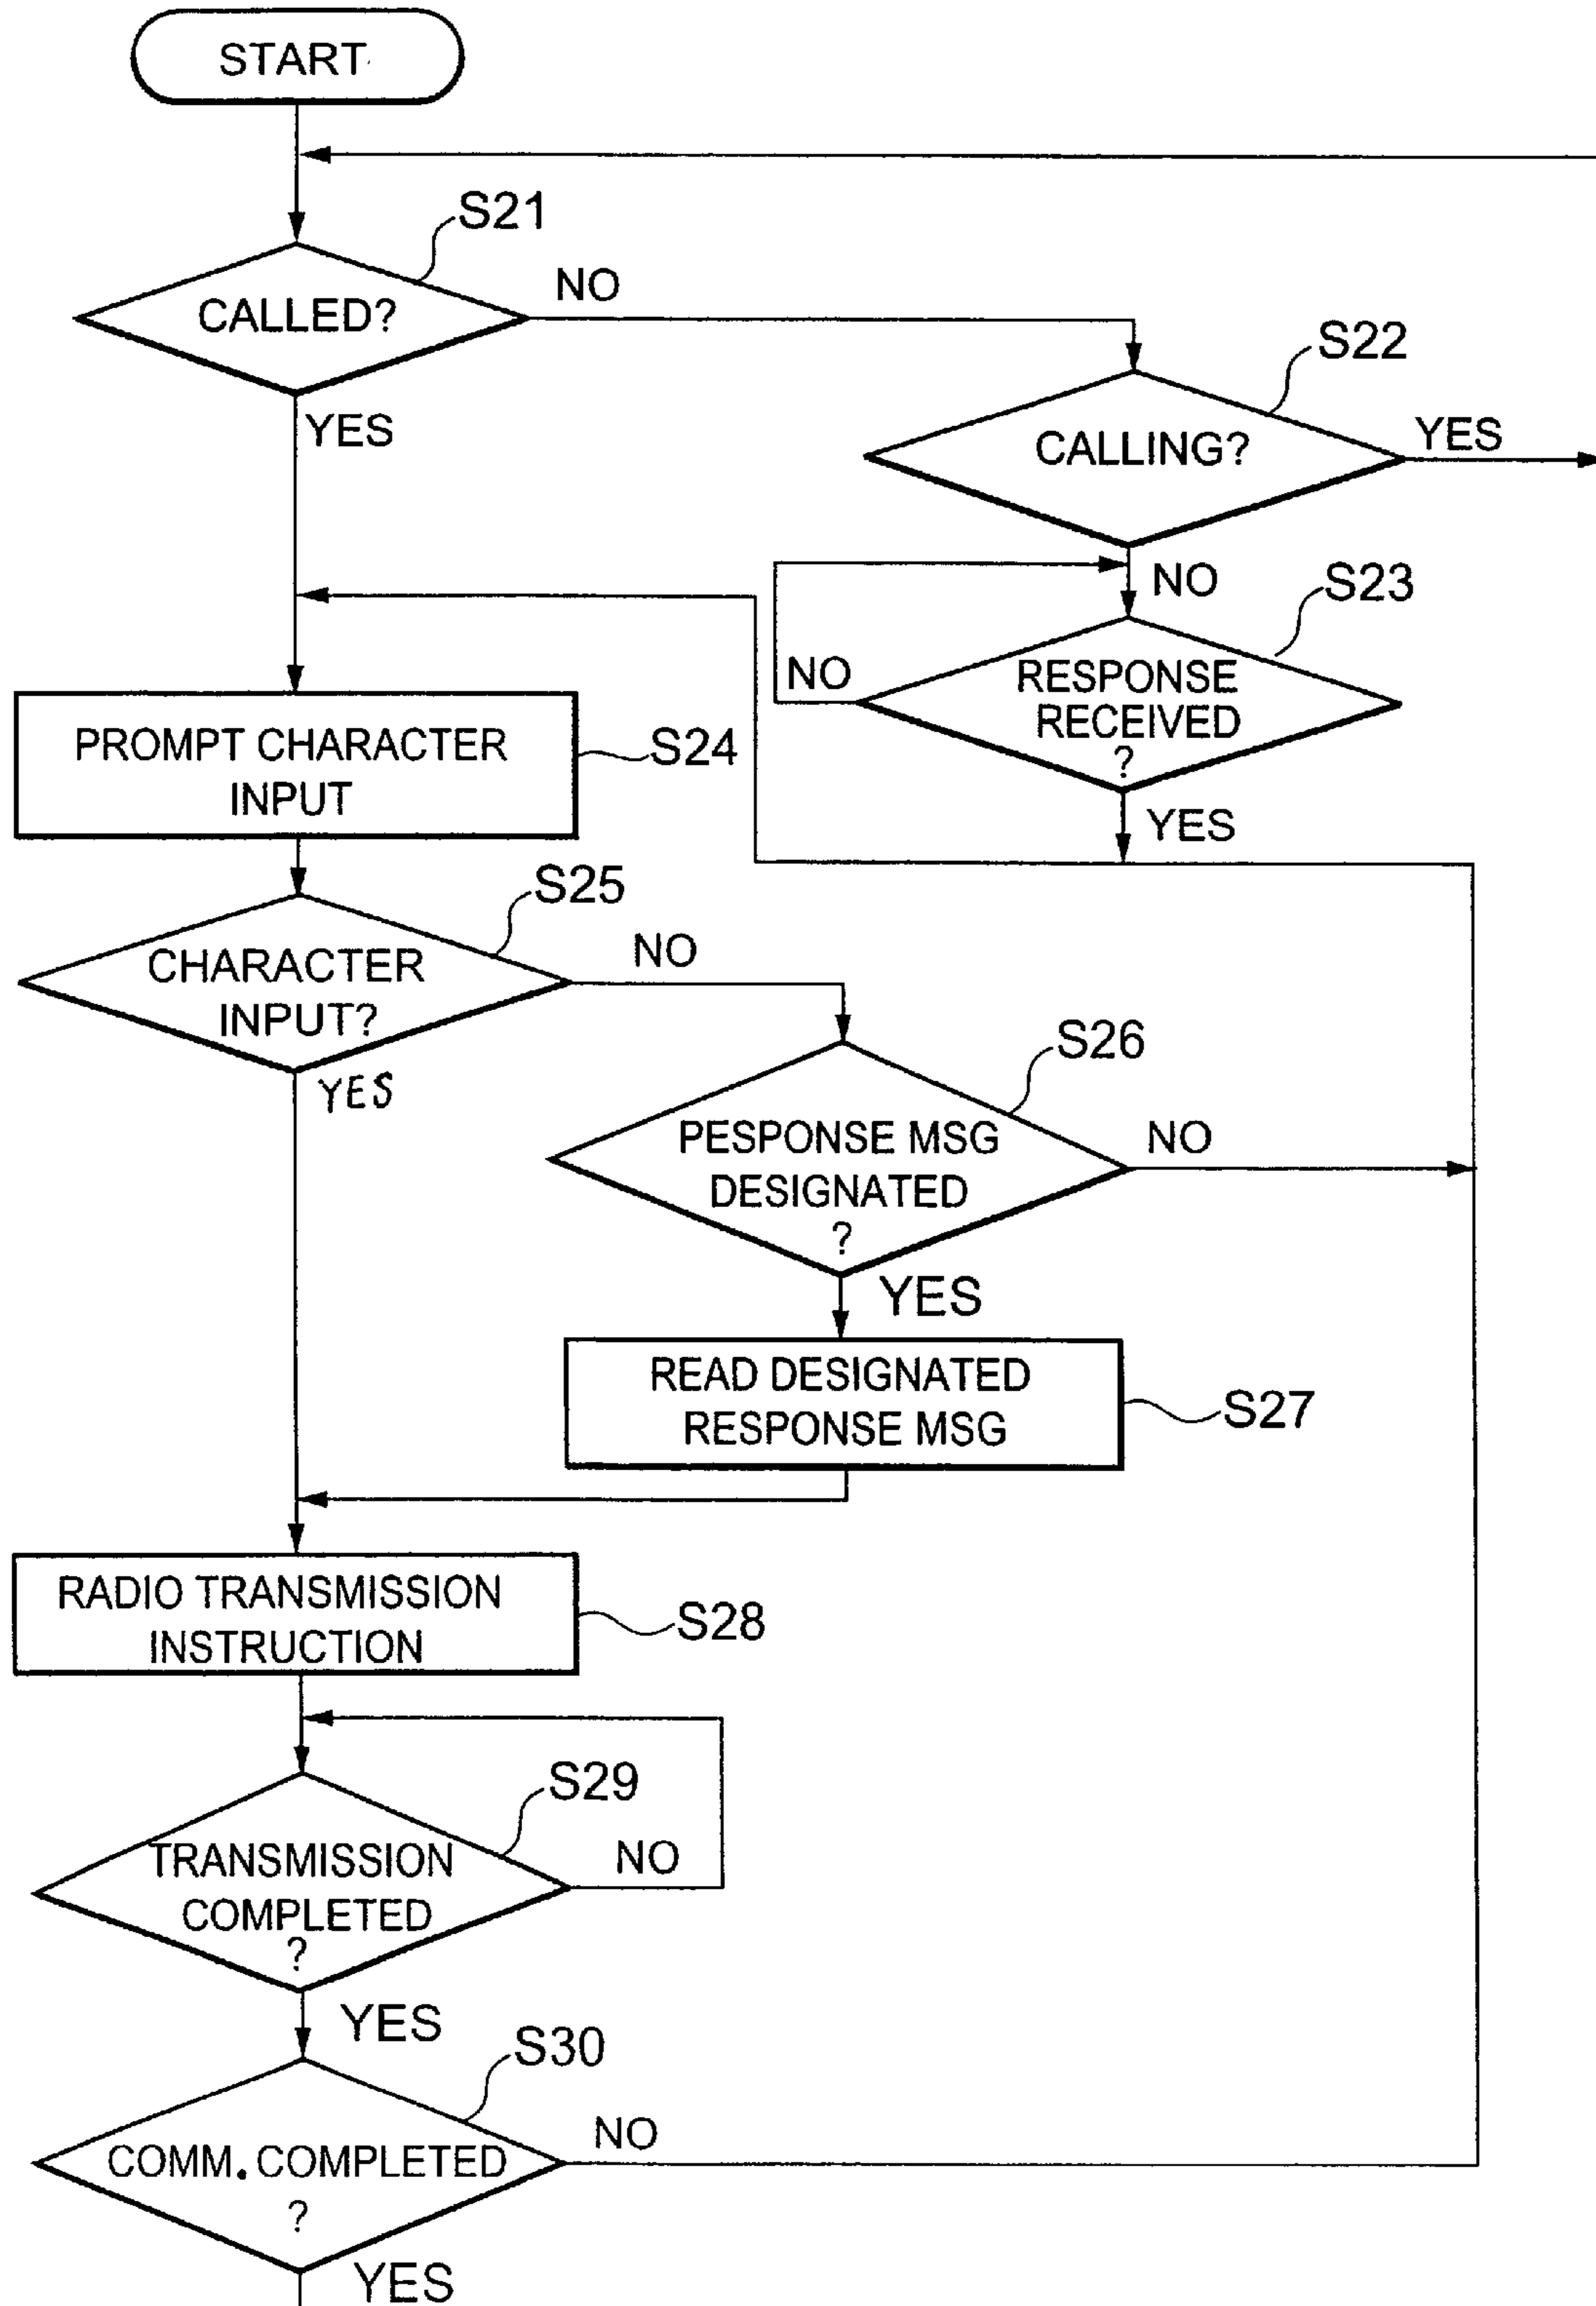 START
S21
CALLED?
NO
YES
S22
CALLING?
YES
NO
S23
RESPONSE
RECEIVED
?
NO
YES
PROMPT CHARACTER
INPUT
S24
S25
CHARACTER
INPUT?
NO
YES
S26
PESPONSE MSG
DESIGNATED
?
NO
YES
READ DESIGNATED
RESPONSE MSG
S27
RADIO TRANSMISSION
INSTRUCTION
S28
S29
TRANSMISSION
COMPLETED
?
NO
YES
S30
COMM. COMPLETED
?
NO
YES